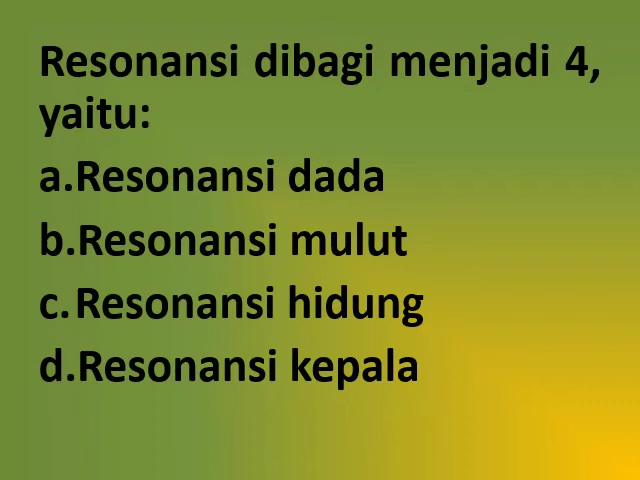 Resonansi dibagi menjadi 4,
yaitu:
a.Resonansi dada
b.Resonansi mulut
c.Resonansi hidung
d.Resonansi kepala